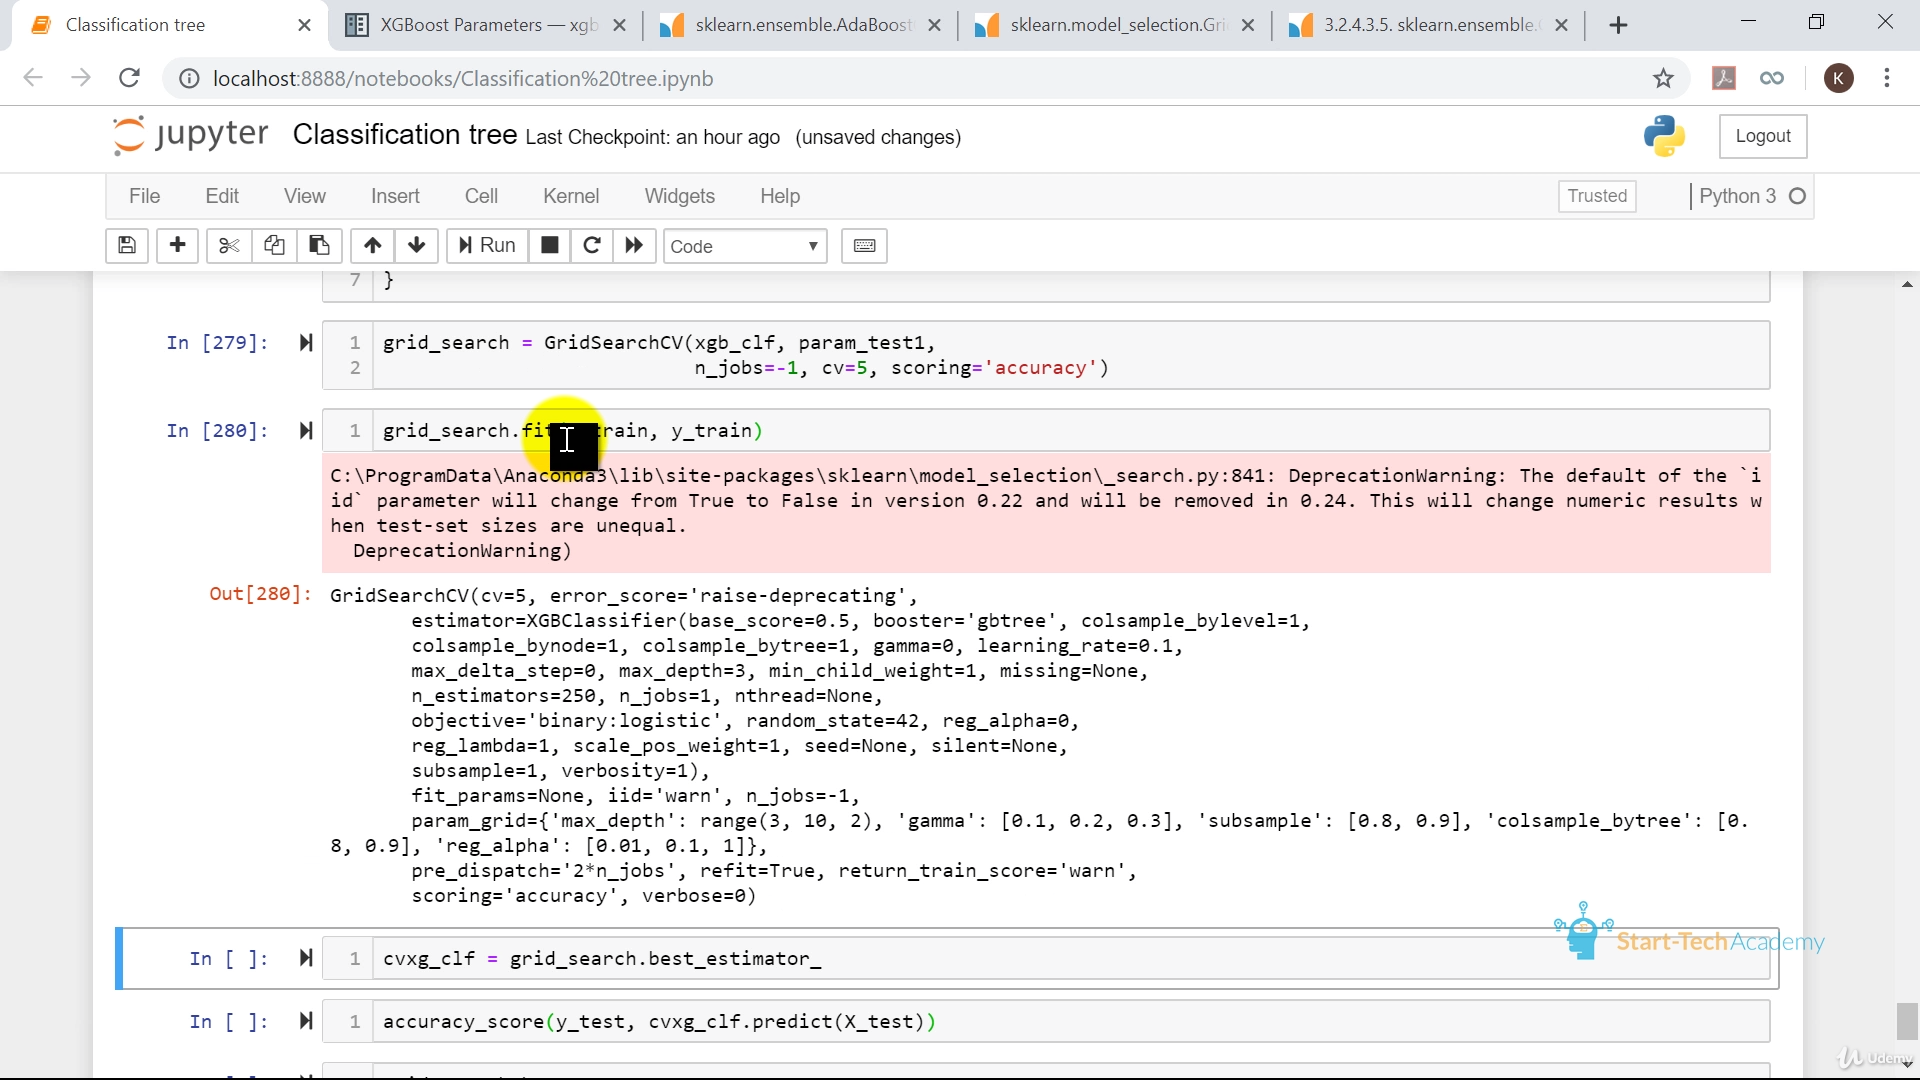 Classification tree
XGBoost Parameters — xgb
sklearn.ensemble.AdaBoost
sklearn.model_selection.Gri
3.2.4.3.5. sklearn.ensemble.
localhost:8888/notebooks/Classification%20tree.ipynb
K
jupyter Classification tree Last Checkpoint: an hour ago (unsaved changes)
Logout
File Edit View Insert Cell Kernel Widgets Help
Trusted
Python 3
Run
Code
7 }
In [279]:
1 grid_search = GridSearchCV(xgb_clf, param_test1,
2 n_jobs=-1, cv=5, scoring='accuracy')
In [280]:
1 grid_search.fit train, y_train)
C:\ProgramData\Anaconda3\lib\site-packages\sklearn\model_selection\_search.py:841: DeprecationWarning: The default of the `i
id` parameter will change from True to False in version 0.22 and will be removed in 0.24. This will change numeric results w
hen test-set sizes are unequal.
DeprecationWarning)
Out[280]: GridSearchCV(cv=5, error_score='raise-deprecating',
estimator=XGBClassifier(base_score=0.5, booster='gbtree', colsample_bylevel=1,
colsample_bynode=1, colsample_bytree=1, gamma=0, learning_rate=0.1,
max_delta_step=0, max_depth=3, min_child_weight=1, missing=None,
n_estimators=250, n_jobs=1, nthread=None,
objective='binary:logistic', random_state=42, reg_alpha=0,
reg_lambda=1, scale_pos_weight=1, seed=None, silent=None,
subsample=1, verbosity=1),
fit_params=None, iid='warn', n_jobs=-1,
param_grid={'max_depth': range(3, 10, 2), 'gamma': [0.1, 0.2, 0.3], 'subsample': [0.8, 0.9], 'colsample_bytree': [0.
8, 0.9], 'reg_alpha': [0.01, 0.1, 1]},
pre_dispatch='2*n_jobs', refit=True, return_train_score='warn',
scoring='accuracy', verbose=0)
Start-TechAcademy
In [ ]:
1 cvxg_clf = grid_search.best_estimator_
In [ ]:
1 accuracy_score(y_test, cvxg_clf.predict(X_test))
Udemy